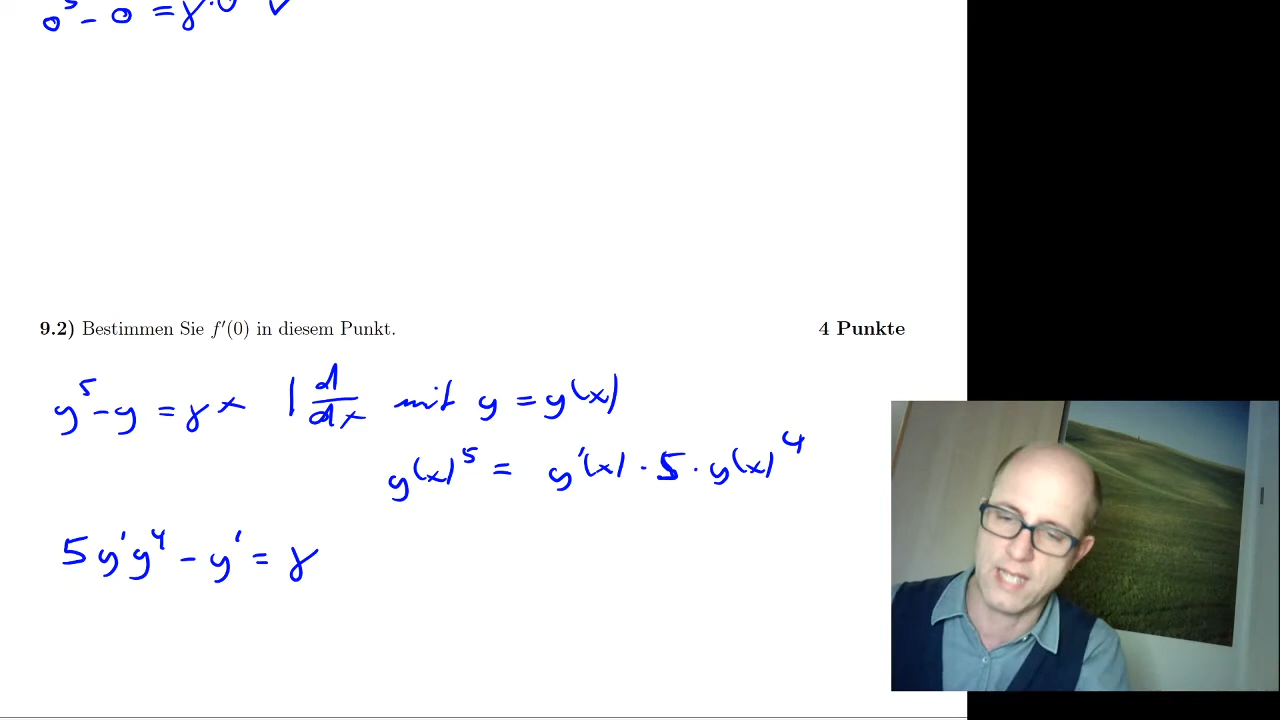 0⁵ - 0 = γ·0 ✓
9.2) Bestimmen Sie f′(0) in diesem Punkt. 4 Punkte
y⁵ - y = γx | d/dx mit y = y(x)
y(x)⁵ = y'(x) · 5 · y(x)⁴
5y'y⁴ - y' = γ